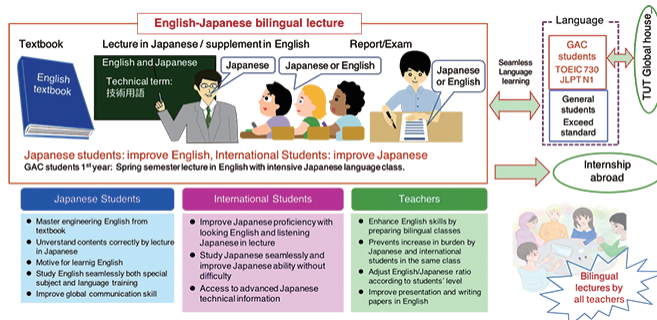 English-Japanese bilingual lecture
Textbook
Lecture in Japanese / supplement in English
Report/Exam
English
textbook
English and Japanese
Technical term:
技術用語
Japanese
Japanese or English
Japanese
or English
Japanese students: improve English, International Students: improve Japanese
GAC students 1st year: Spring semester lecture in English with intensive Japanese language class.
Seamless
Language
learning
Language
GAC
students
TOEIC 730
JLPT N1
General
students
Exceed
standard
TUT Global house
Internship
abroad
Japanese Students
Master engineering English from
textbook
Unverstand contents correctly by lecture
in Japanese
Motive for learnig English
Study English seamlessly both special
subject and language training
Improve global communication skill
International Students
Improve Japanese proficiency with
looking English and listening
Japanese in lecture
Study Japanese seamlessly and
improve Japanese ability without
difficulty
Access to advanced Japanese
technical information
Teachers
Enhance English skills by
preparing bilingual classes
Prevents increase in burden by
Japanese and international
students in the same class
Adjust English/Japanese ratio
according to students' level
Improve presentation and writing
papers in English
Bilingual
lectures by
all teachers